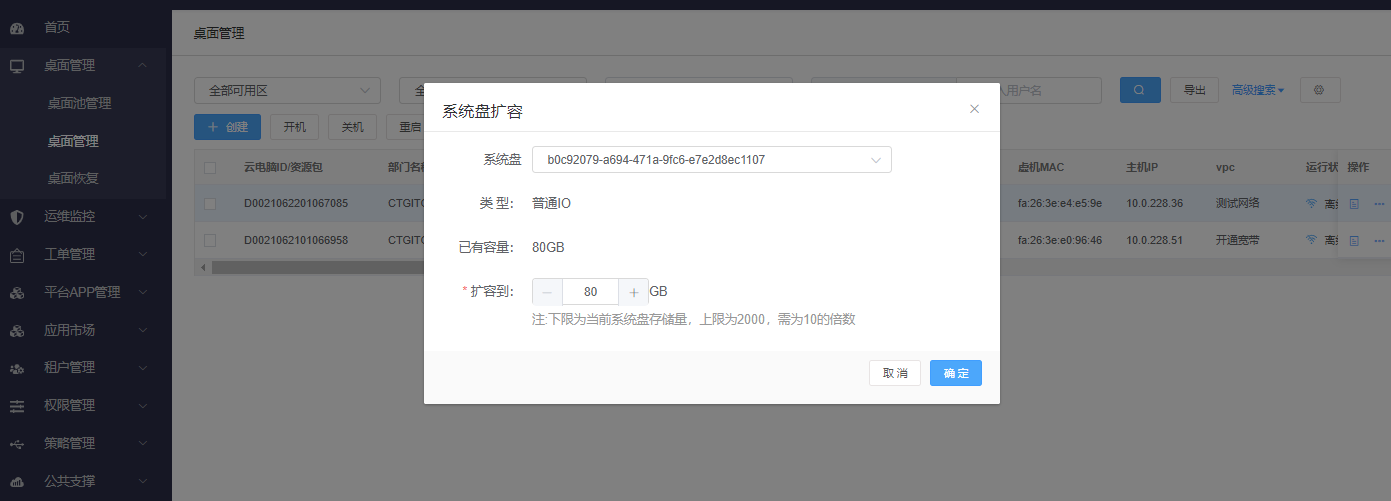 首页
桌面管理
桌面池管理
桌面管理
桌面恢复
运维监控
工单管理
平台APP管理
应用市场
租户管理
权限管理
策略管理
公共支撑
桌面管理
全部可用区
入用户名
导出
高级搜索
创建
开机
关机
重启
云电脑ID/资源包
部门名称
虚机MAC
主机IP
vpc
运行状
操作
D0021062201067085
CTGITC
fa:26:3e:e4:e5:9e
10.0.228.36
测试网络
离线
D0021062101066958
CTGITC
fa:26:3e:e0:96:46
10.0.228.51
开通宽带
离线
系统盘扩容
系统盘
b0c92079-a694-471a-9fc6-e7e2d8ec1107
类 型：
普通IO
已有容量：
80GB
* 扩容到：
80
GB
注:下限为当前系统盘存储量，上限为2000，需为10的倍数
取 消
确 定